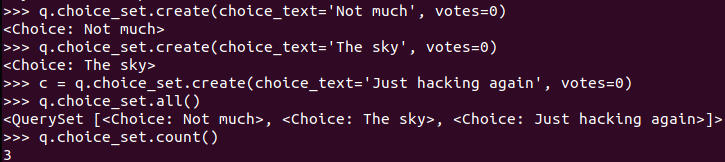 >>> q.choice_set.create(choice_text='Not much', votes=0)
<Choice: Not much>
>>> q.choice_set.create(choice_text='The sky', votes=0)
<Choice: The sky>
>>> c = q.choice_set.create(choice_text='Just hacking again', votes=0)
>>> q.choice_set.all()
<QuerySet [<Choice: Not much>, <Choice: The sky>, <Choice: Just hacking again>]>
>>> q.choice_set.count()
3